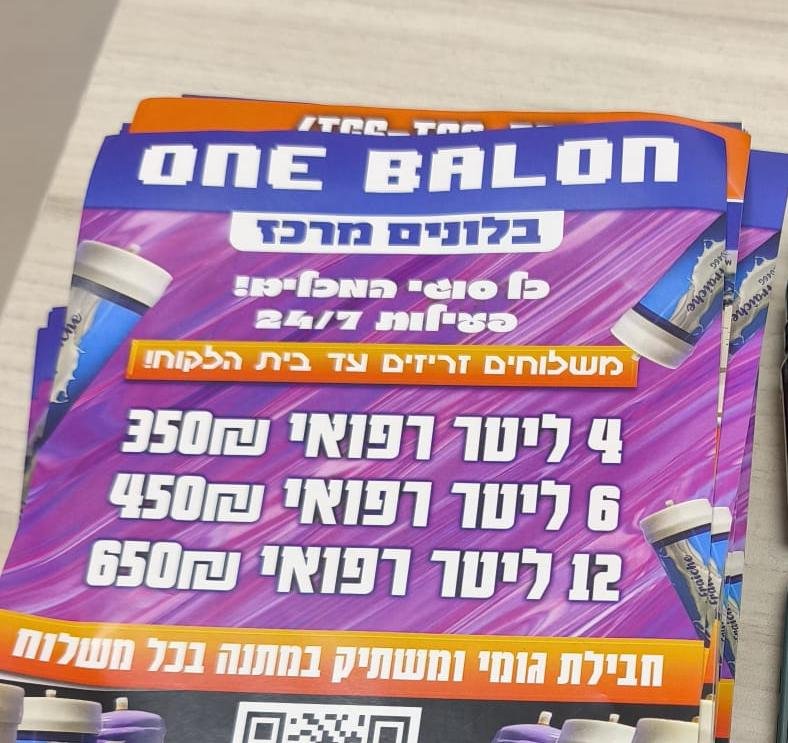 ONE BALON
בלונים מרכז
כל סוגי המכלים!
פעילות 24/7
משלוחים זריזים עד בית הלקוח!
4 ליטר רפואי 350₪
6 ליטר רפואי 450₪
12 ליטר רפואי 650₪
חבילת גומי ומשתיק במתנה בכל משלוח